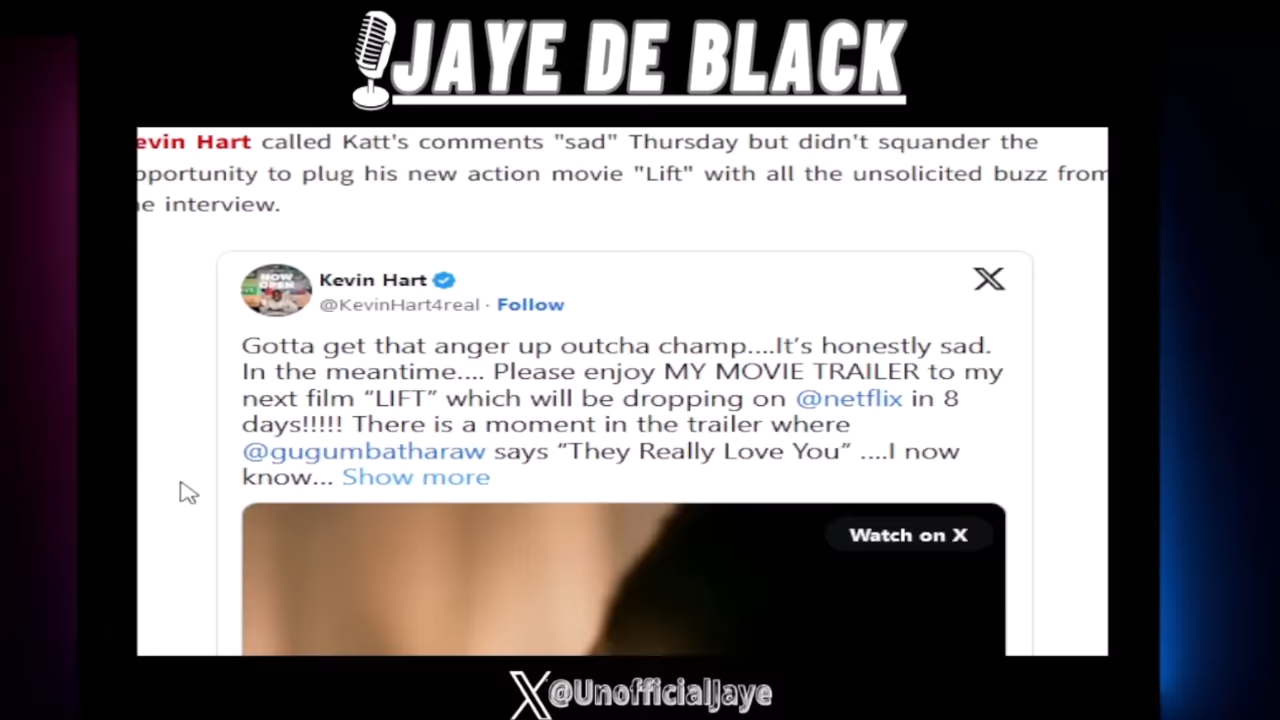 JAYE DE BLACK
evin Hart called Katt's comments "sad" Thursday but didn't squander the
pportunity to plug his new action movie "Lift" with all the unsolicited buzz from
e interview.
NOW
OPEN
Kevin Hart
@KevinHart4real · Follow
Gotta get that anger up outcha champ....It’s honestly sad.
In the meantime.... Please enjoy MY MOVIE TRAILER to my
next film “LIFT” which will be dropping on @netflix in 8
days!!!!! There is a moment in the trailer where
@gugumbatharaw says “They Really Love You” ....I now
know... Show more
Watch on X
@UnofficialJaye